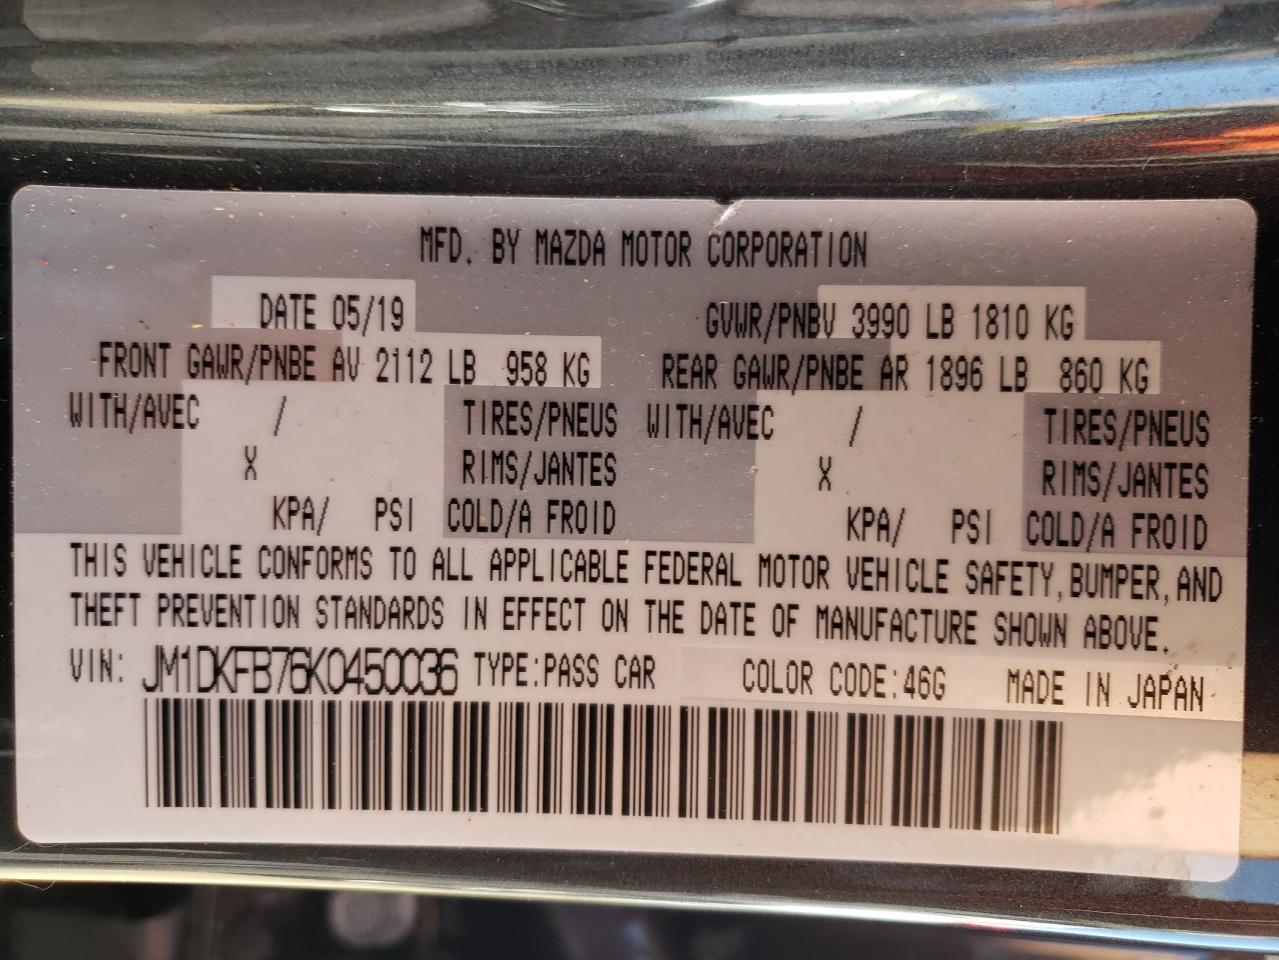 MFD. BY MAZDA MOTOR CORPORATION
DATE 05/19 GVWR/PNBV 3990 LB 1810 KG
FRONT GAWR/PNBE AV 2112 LB 958 KG REAR GAWR/PNBE AR 1896 LB 860 KG
WITH/AVEC / TIRES/PNEUS WITH/AVEC / TIRES/PNEUS
X RIMS/JANTES X RIMS/JANTES
KPA/ PSI COLD/A FROID KPA/ PSI COLD/A FROID
THIS VEHICLE CONFORMS TO ALL APPLICABLE FEDERAL MOTOR VEHICLE SAFETY,BUMPER,AND
THEFT PREVENTION STANDARDS IN EFFECT ON THE DATE OF MANUFACTURE SHOWN ABOVE.
VIN: JM1DKFB76K0450036 TYPE:PASS CAR COLOR CODE:46G MADE IN JAPAN